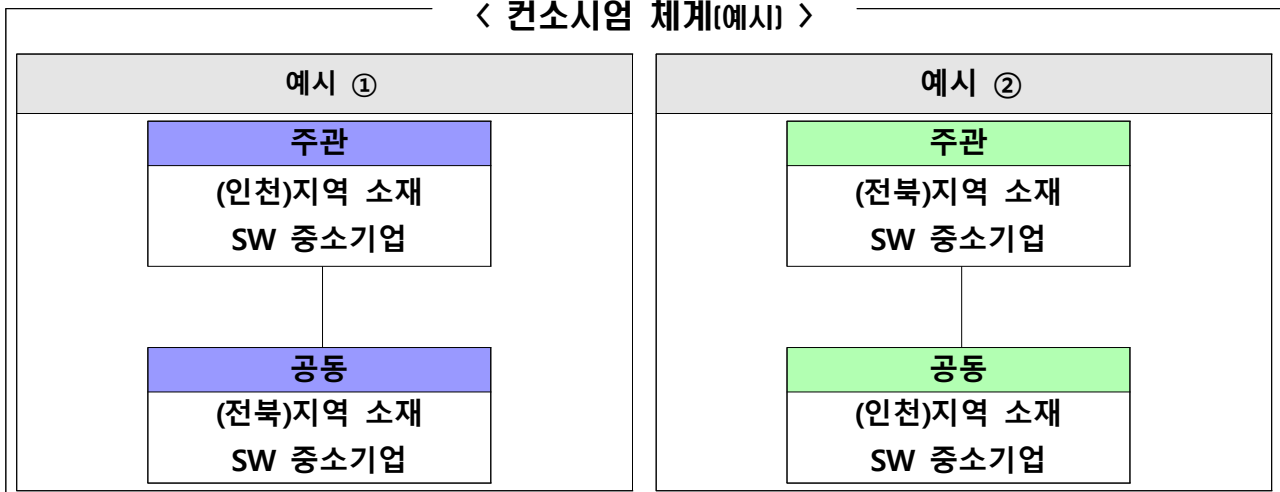 < 컨소시엄 체계(예시) >
예시 ①
주관
(인천)지역 소재
SW 중소기업
공동
(전북)지역 소재
SW 중소기업
예시 ②
주관
(전북)지역 소재
SW 중소기업
공동
(인천)지역 소재
SW 중소기업